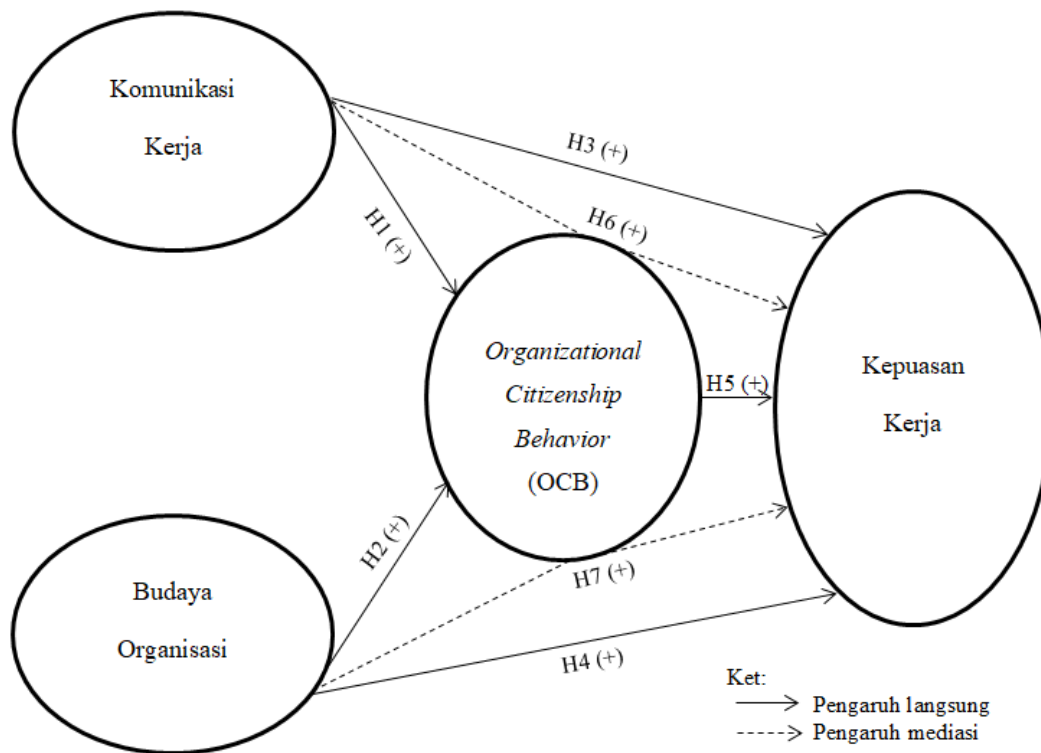 Komunikasi
Kerja
H3 (+)
H6 (+)
H1 (+)
Organizational
Citizenship
Behavior
(OCB)
H5 (+)
Kepuasan
Kerja
H2 (+)
H7 (+)
Budaya
Organisasi
H4 (+)
Ket:
Pengaruh langsung
Pengaruh mediasi